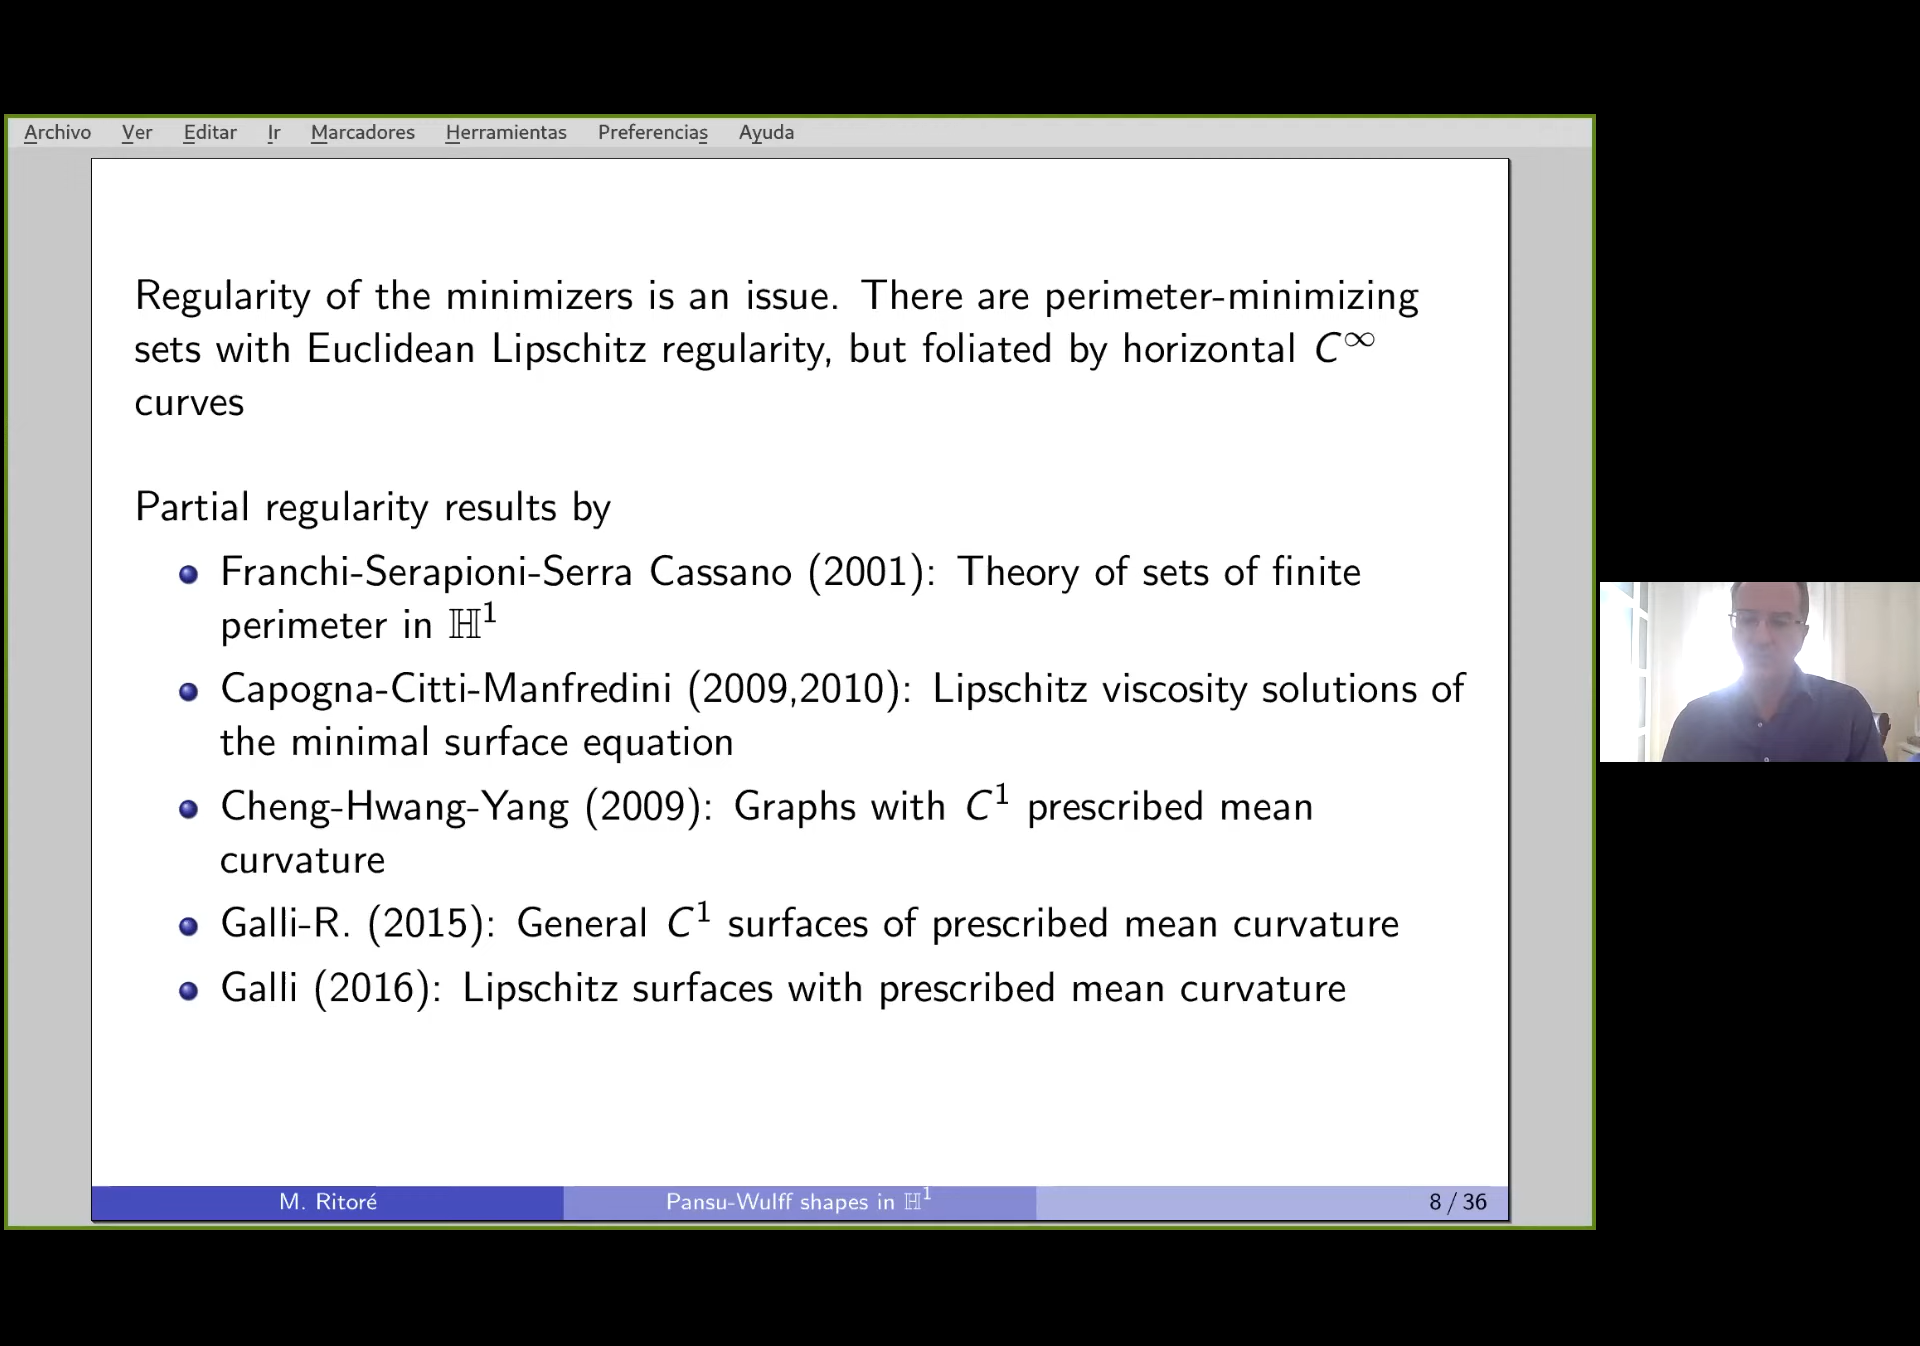 Archivo Ver Editar Ir Marcadores Herramientas Preferencias Ayuda
Regularity of the minimizers is an issue. There are perimeter-minimizing
sets with Euclidean Lipschitz regularity, but foliated by horizontal C^∞
curves
Partial regularity results by
Franchi-Serapioni-Serra Cassano (2001): Theory of sets of finite
perimeter in ℍ¹
Capogna-Citti-Manfredini (2009,2010): Lipschitz viscosity solutions of
the minimal surface equation
Cheng-Hwang-Yang (2009): Graphs with C¹ prescribed mean
curvature
Galli-R. (2015): General C¹ surfaces of prescribed mean curvature
Galli (2016): Lipschitz surfaces with prescribed mean curvature
M. Ritoré Pansu-Wulff shapes in ℍ¹ 8 / 36